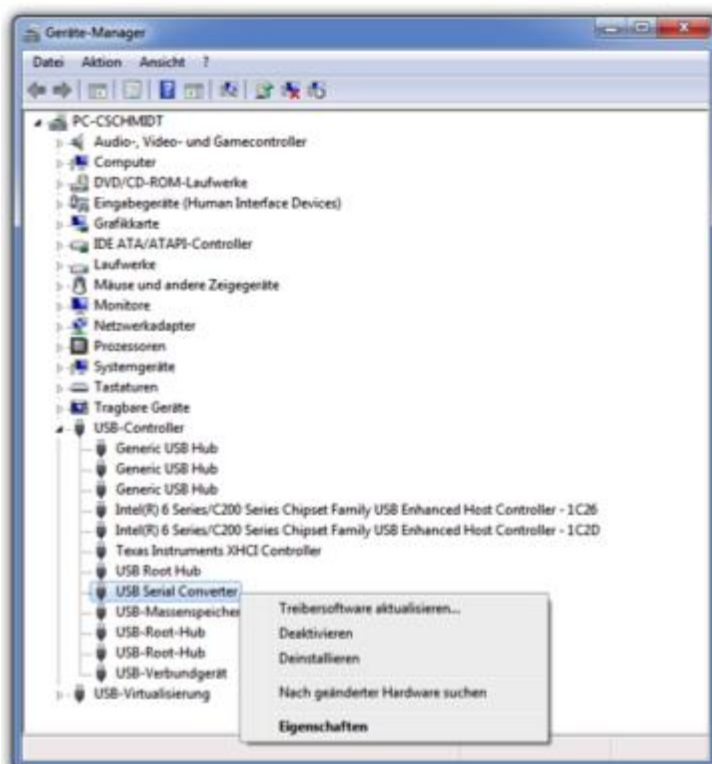 Geräte-Manager
Datei Aktion Ansicht ?
PC-CSCHMIDT
Audio-, Video- und Gamecontroller
Computer
DVD/CD-ROM-Laufwerke
Eingabegeräte (Human Interface Devices)
Grafikkarte
IDE ATA/ATAPI-Controller
Laufwerke
Mäuse und andere Zeigegeräte
Monitore
Netzwerkadapter
Prozessoren
Systemgeräte
Tastaturen
Tragbare Geräte
USB-Controller
Generic USB Hub
Generic USB Hub
Generic USB Hub
Intel(R) 6 Series/C200 Series Chipset Family USB Enhanced Host Controller - 1C26
Intel(R) 6 Series/C200 Series Chipset Family USB Enhanced Host Controller - 1C2D
Texas Instruments XHCI Controller
USB Root Hub
USB Serial Converter
USB-Massenspeicher
USB-Root-Hub
USB-Root-Hub
USB-Verbundgerät
USB-Virtualisierung
Treibersoftware aktualisieren...
Deaktivieren
Deinstallieren
Nach geänderter Hardware suchen
Eigenschaften